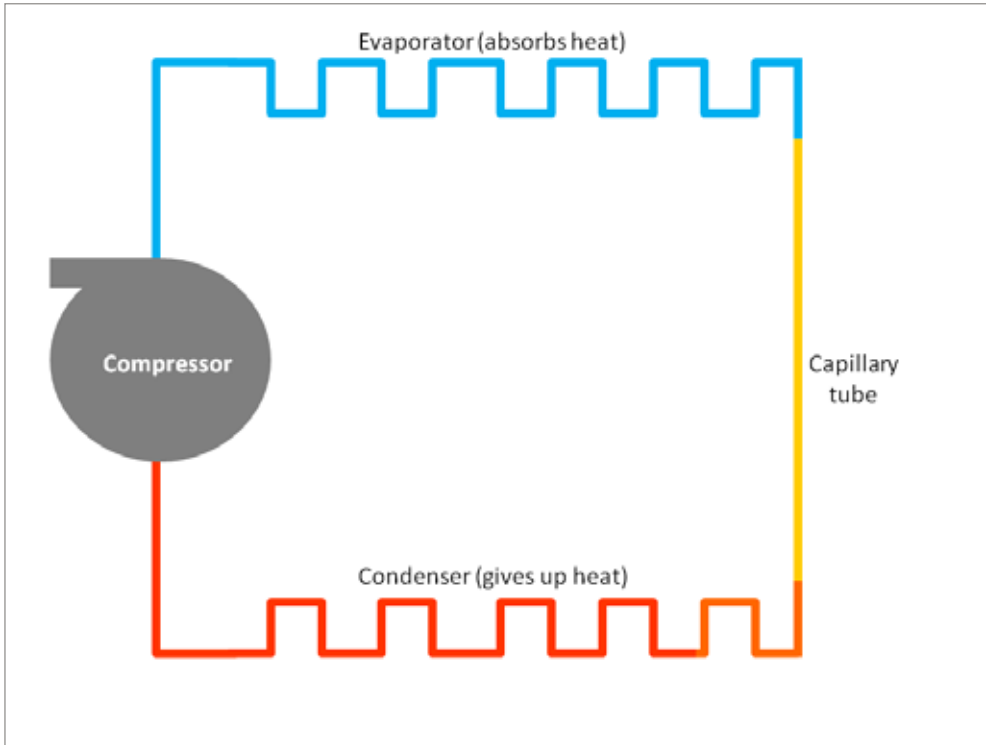 Evaporator (absorbs heat)
Compressor
Capillary
tube
Condenser (gives up heat)